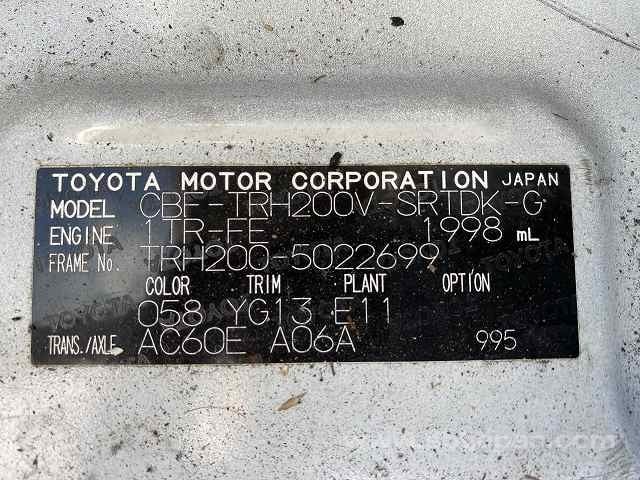 TOYOTA MOTOR CORPORATION JAPAN
MODEL CBF-TRH200V-SRTDK-G
ENGINE 1TR-FE 1998 mL
FRAME No. TRH200-5022699
COLOR TRIM PLANT OPTION
058 YG13 E11
TRANS./AXLE AC60E A06A 995